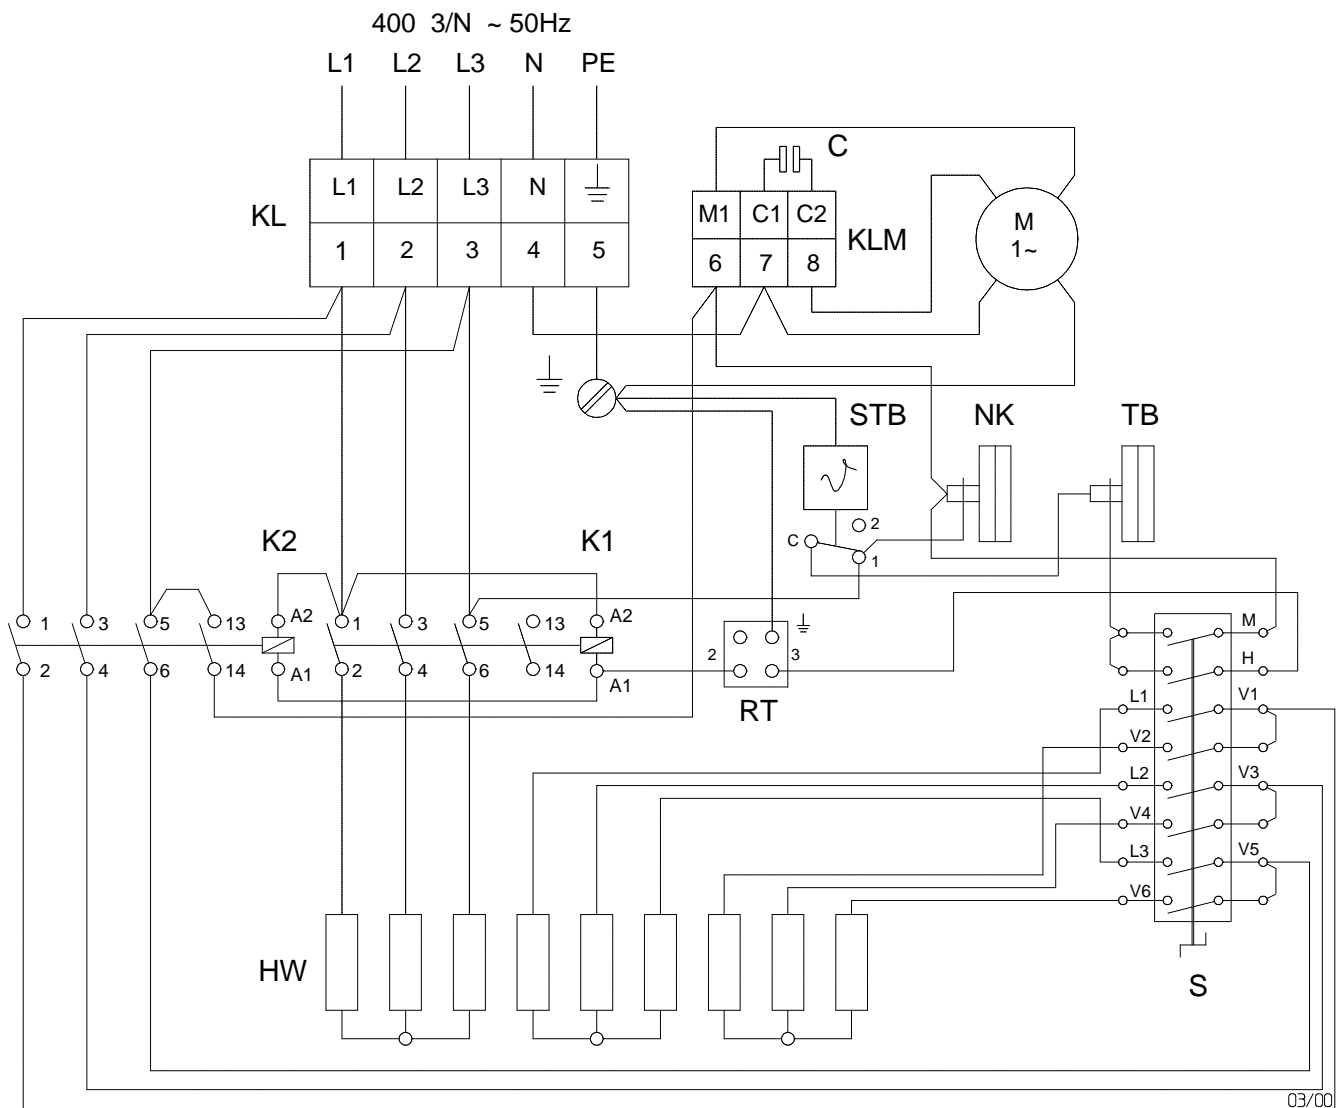 400 3/N ~ 50Hz
L1 L2 L3 N PE
C
L1 L2 L3 N
M1 C1 C2
M
1~
KL
KLM
1 2 3 4 5
6 7 8
STB NK TB
2
C
1
K2 K1
1 3 5 13 A2 1 3 5 13 A2
2 4 6 14 A1 2 4 6 14 A1
2 3
RT
M
H
L1 V1
V2
L2 V3
V4
L3 V5
V6
HW
S
03/00